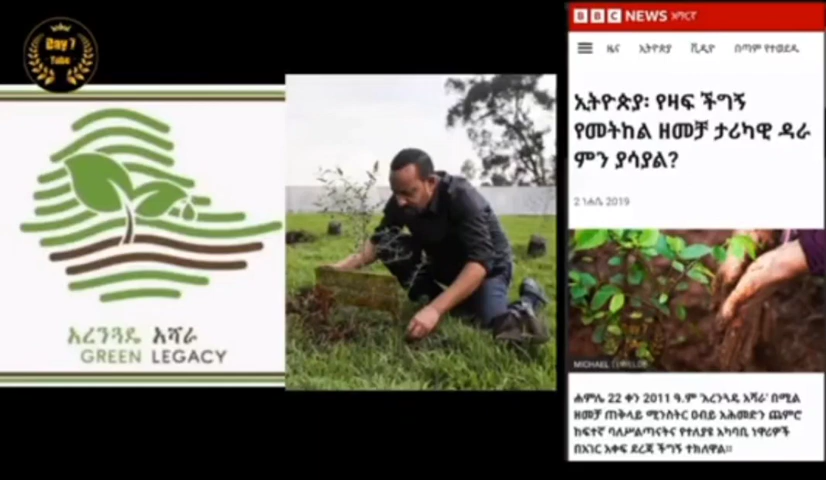 Day 7
Tube
አረንጓዴ አሻራ
GREEN LEGACY
BBC NEWS አማርኛ
ዜና ኢትዮጵያ ቪዲዮ በጣም የተወደዱ
ኢትዮጵያ፡ የዛፍ ችግኝ
የመትከል ዘመቻ ታሪካዊ ዳራ
ምን ያሳያል?
2 ነሐሴ 2019
MICHAEL
ሐምሌ 22 ቀን 2011 ዓ.ም 'አረንጓዴ አሻራ' በሚል
ዘመቻ ጠቅላይ ሚንስትር ዐብይ አሕመድን ጨምሮ
ከፍተኛ ባለሥልጣናትና የተለያዩ አካባቢ ነዋሪዎች
በአገር አቀፍ ደረጃ ችግኝ ተክለዋል።